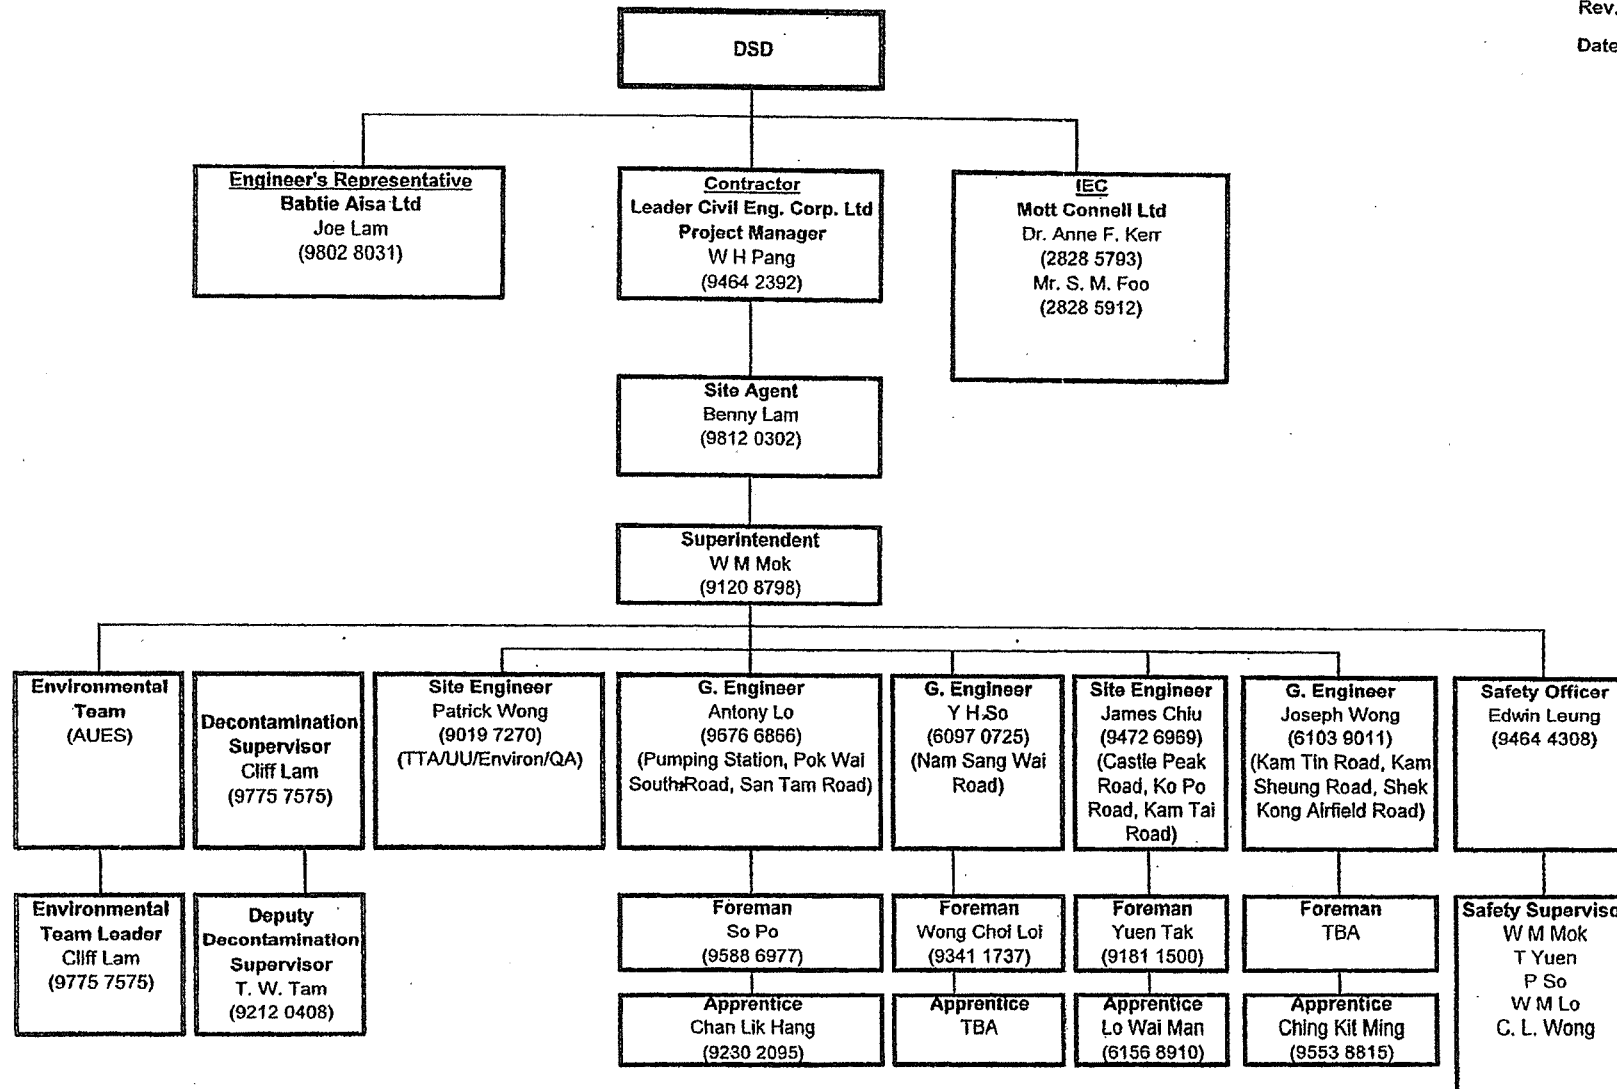 Rev.
Date
DSD
Engineer's Representative
Babtie Aisa Ltd
Joe Lam
(9802 8031)
Contractor
Leader Civil Eng. Corp. Ltd
Project Manager
W H Pang
(9464 2392)
IEC
Mott Connell Ltd
Dr. Anne F. Kerr
(2828 5793)
Mr. S. M. Foo
(2828 5912)
Site Agent
Benny Lam
(9812 0302)
Superintendent
W M Mok
(9120 8798)
Environmental
Team
(AUES)
Decontamination
Supervisor
Cliff Lam
(9775 7575)
Site Engineer
Patrick Wong
(9019 7270)
(TTA/UU/Environ/QA)
G. Engineer
Antony Lo
(9676 6866)
(Pumping Station, Pok Wai
South Road, San Tam Road)
G. Engineer
Y H So
(6097 0725)
(Nam Sang Wai
Road)
Site Engineer
James Chiu
(9472 6969)
(Castle Peak
Road, Ko Po
Road, Kam Tai
Road)
G. Engineer
Joseph Wong
(6103 9011)
(Kam Tin Road, Kam
Sheung Road, Shek
Kong Airfield Road)
Safety Officer
Edwin Leung
(9464 4308)
Environmental
Team Leader
Cliff Lam
(9775 7575)
Deputy
Decontamination
Supervisor
T. W. Tam
(9212 0408)
Foreman
So Po
(9588 6977)
Foreman
Wong Choi Loi
(9341 1737)
Foreman
Yuen Tak
(9181 1500)
Foreman
TBA
Safety Superviso
W M Mok
T Yuen
P So
W M Lo
C. L. Wong
Apprentice
Chan Lik Hang
(9230 2095)
Apprentice
TBA
Apprentice
Lo Wai Man
(6156 8910)
Apprentice
Ching Kit Ming
(9553 8815)